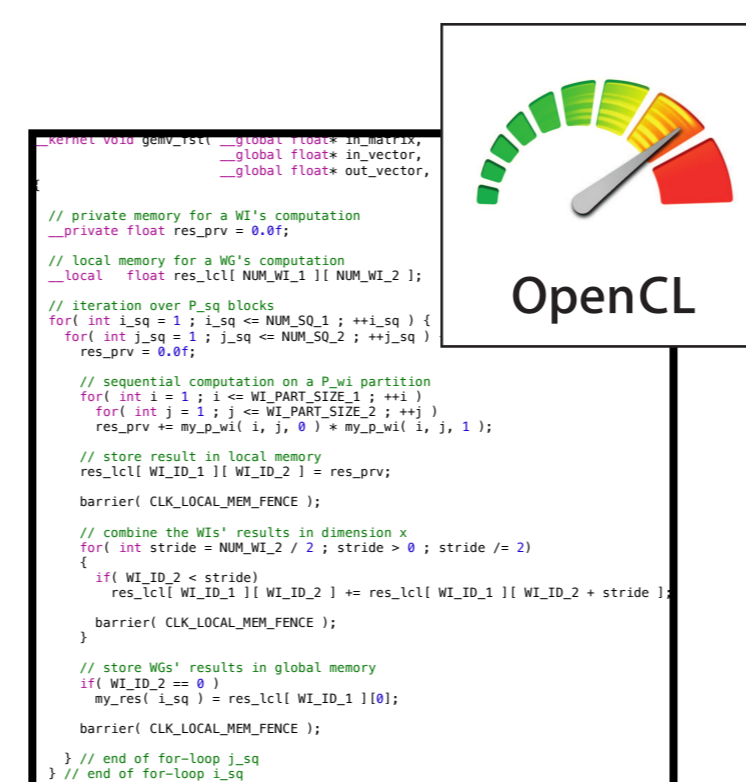 __kernel void gemv_fst( __global float* in_matrix,
__global float* in_vector,
__global float* out_vector,
{
// private memory for a WI's computation
__private float res_prv = 0.0f;
// local memory for a WG's computation
__local   float res_lcl[ NUM_WI_1 ][ NUM_WI_2 ];
// iteration over P_sq blocks
for( int i_sq = 1 ; i_sq <= NUM_SQ_1 ; ++i_sq ) {
for( int j_sq = 1 ; j_sq <= NUM_SQ_2 ; ++j_sq )
res_prv = 0.0f;
// sequential computation on a P_wi partition
for( int i = 1 ; i <= WI_PART_SIZE_1 ; ++i )
for( int j = 1 ; j <= WI_PART_SIZE_2 ; ++j )
res_prv += my_p_wi( i, j, 0 ) * my_p_wi( i, j, 1 );
// store result in local memory
res_lcl[ WI_ID_1 ][ WI_ID_2 ] = res_prv;
barrier( CLK_LOCAL_MEM_FENCE );
// combine the WIs' results in dimension x
for( int stride = NUM_WI_2 / 2 ; stride > 0 ; stride /= 2)
{
if( WI_ID_2 < stride)
res_lcl[ WI_ID_1 ][ WI_ID_2 ] += res_lcl[ WI_ID_1 ][ WI_ID_2 + stride ];
barrier( CLK_LOCAL_MEM_FENCE );
}
// store WGs' results in global memory
if( WI_ID_2 == 0 )
my_res( i_sq ) = res_lcl[ WI_ID_1 ][0];
barrier( CLK_LOCAL_MEM_FENCE );
} // end of for-loop j_sq
} // end of for-loop i_sq
OpenCL